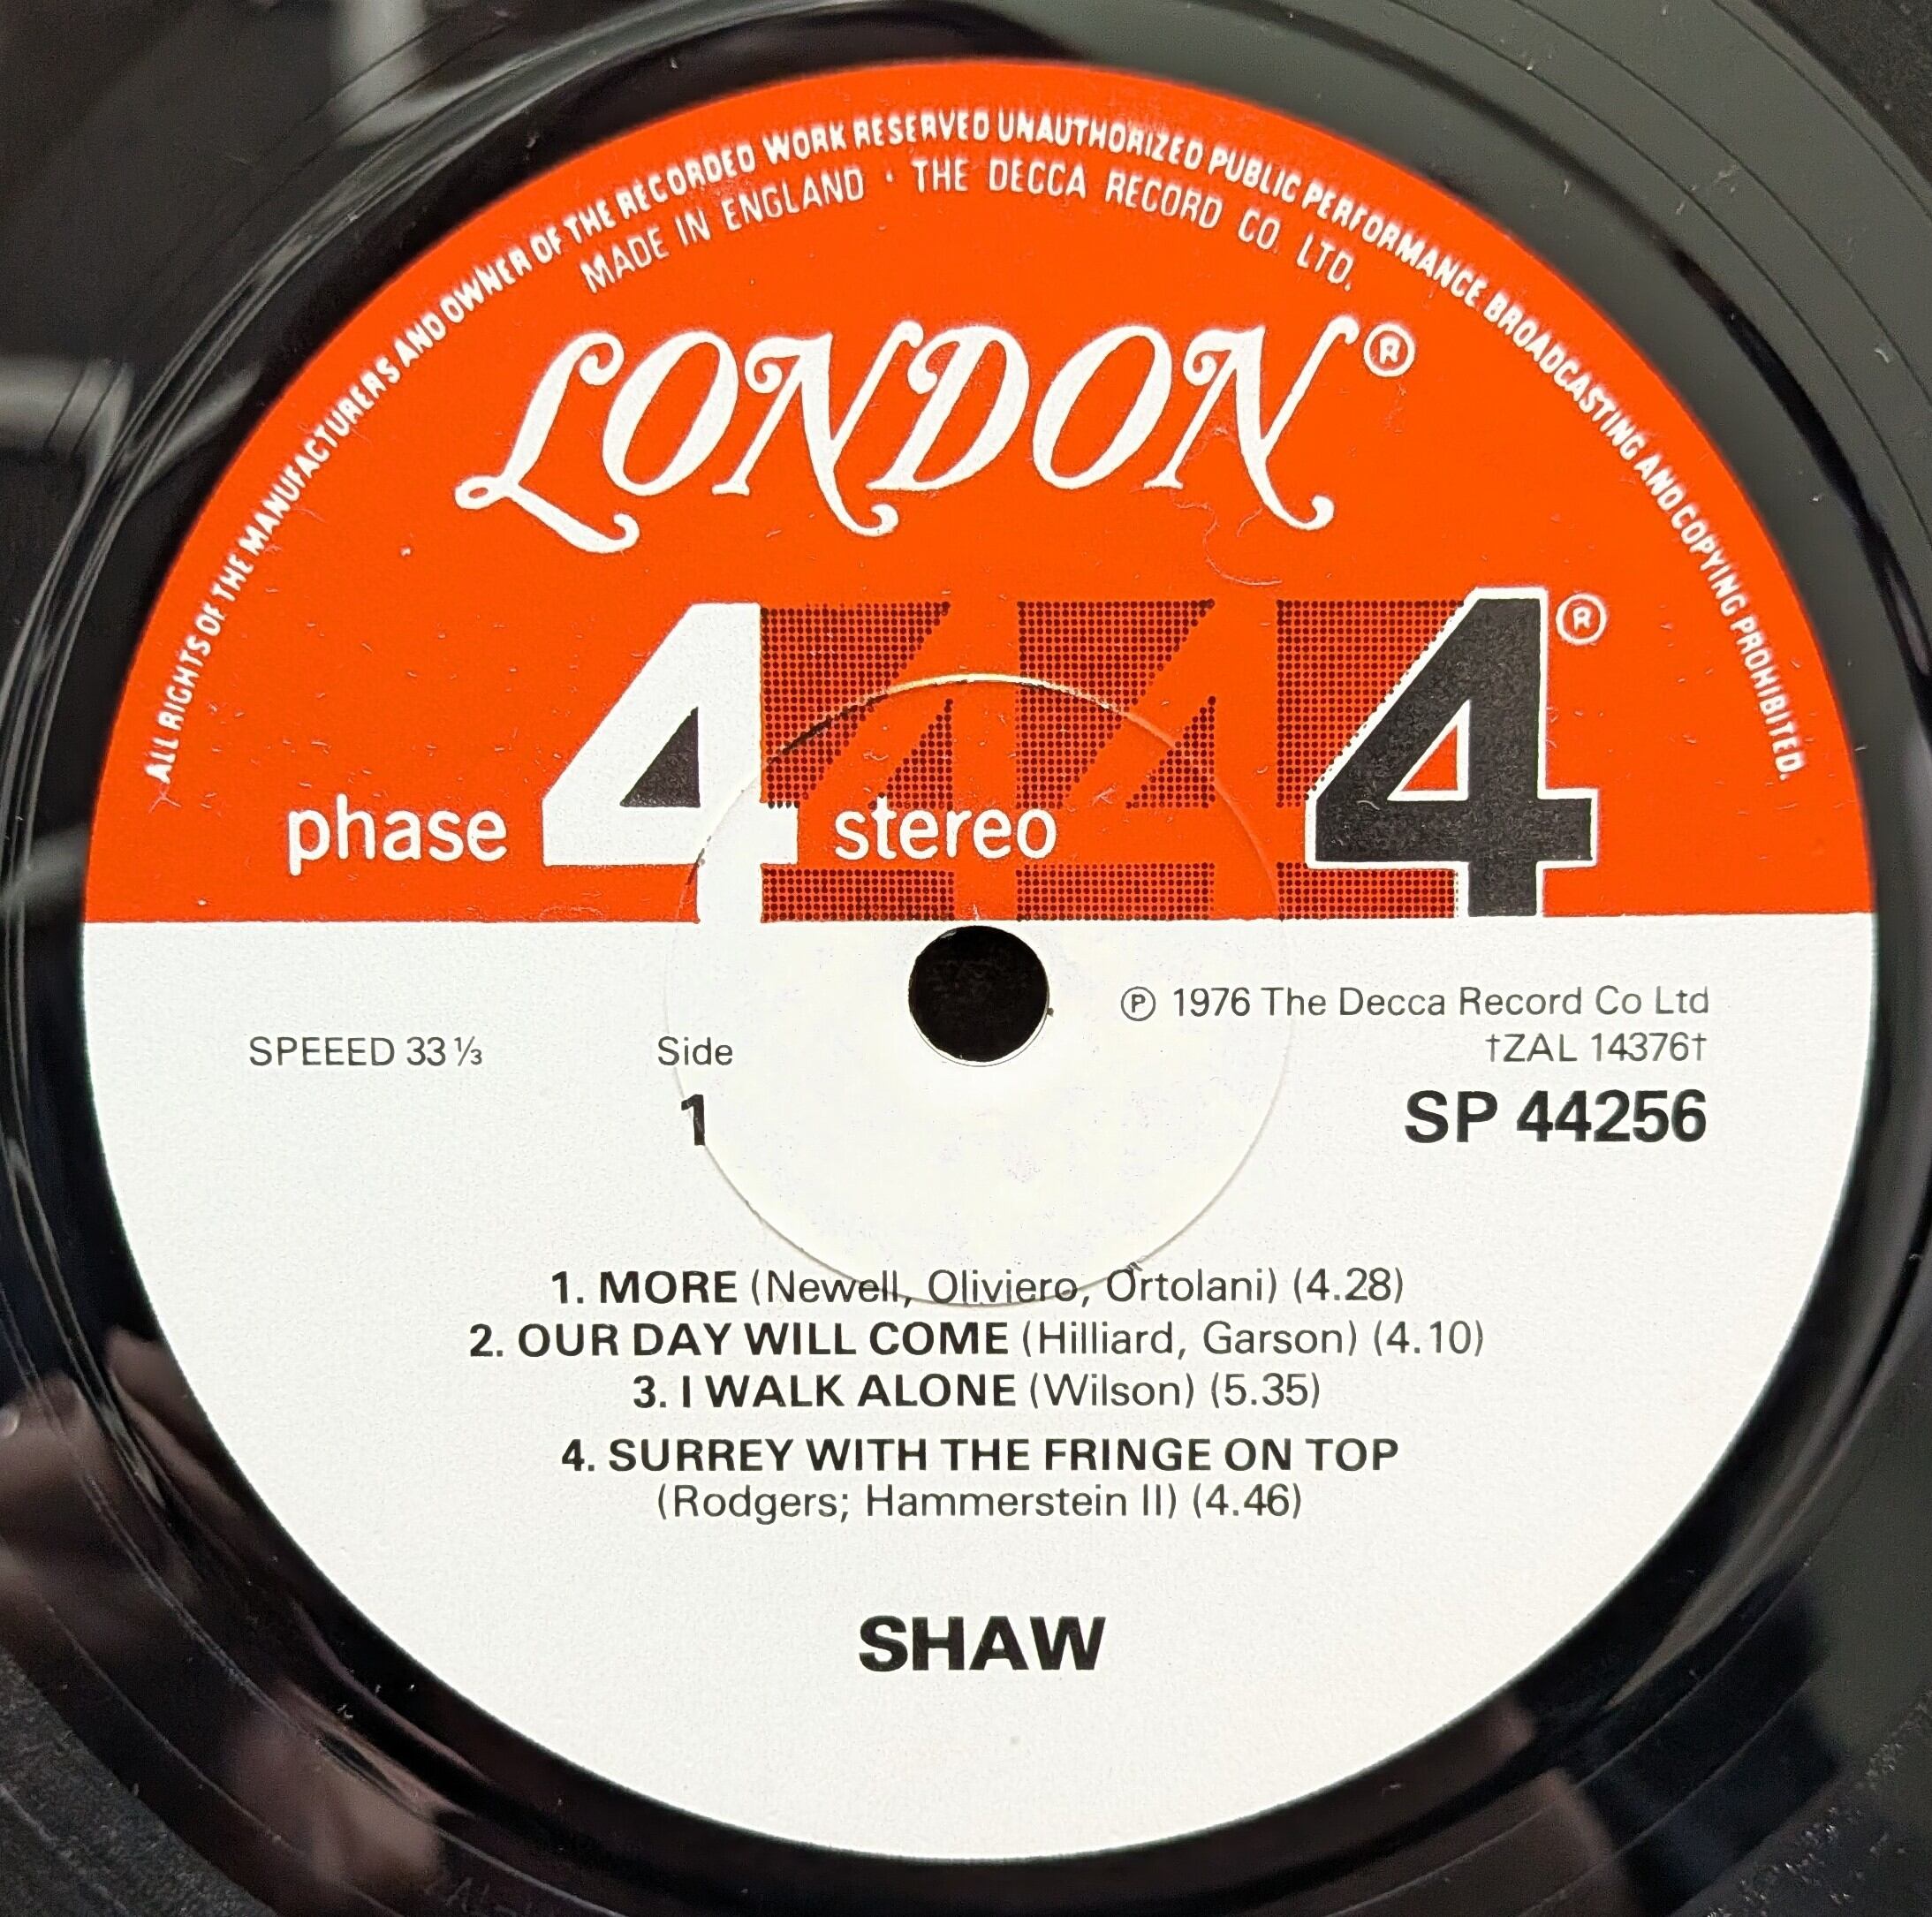 ALL RIGHTS OF THE MANUFACTURERS AND OWNER OF THE RECORDED WORK RESERVED UNAUTHORIZED PUBLIC PERFORMANCE BROADCASTING AND COPYING PROHIBITED.
MADE IN ENGLAND · THE DECCA RECORD CO. LTD.
LONDON®
phase 4 stereo 4®
℗ 1976 The Decca Record Co Ltd
SPEEED 33⅓ Side †ZAL 14376†
1 SP 44256
1. MORE (Newell, Oliviero, Ortolani) (4.28)
2. OUR DAY WILL COME (Hilliard, Garson) (4.10)
3. I WALK ALONE (Wilson) (5.35)
4. SURREY WITH THE FRINGE ON TOP
(Rodgers; Hammerstein II) (4.46)
SHAW